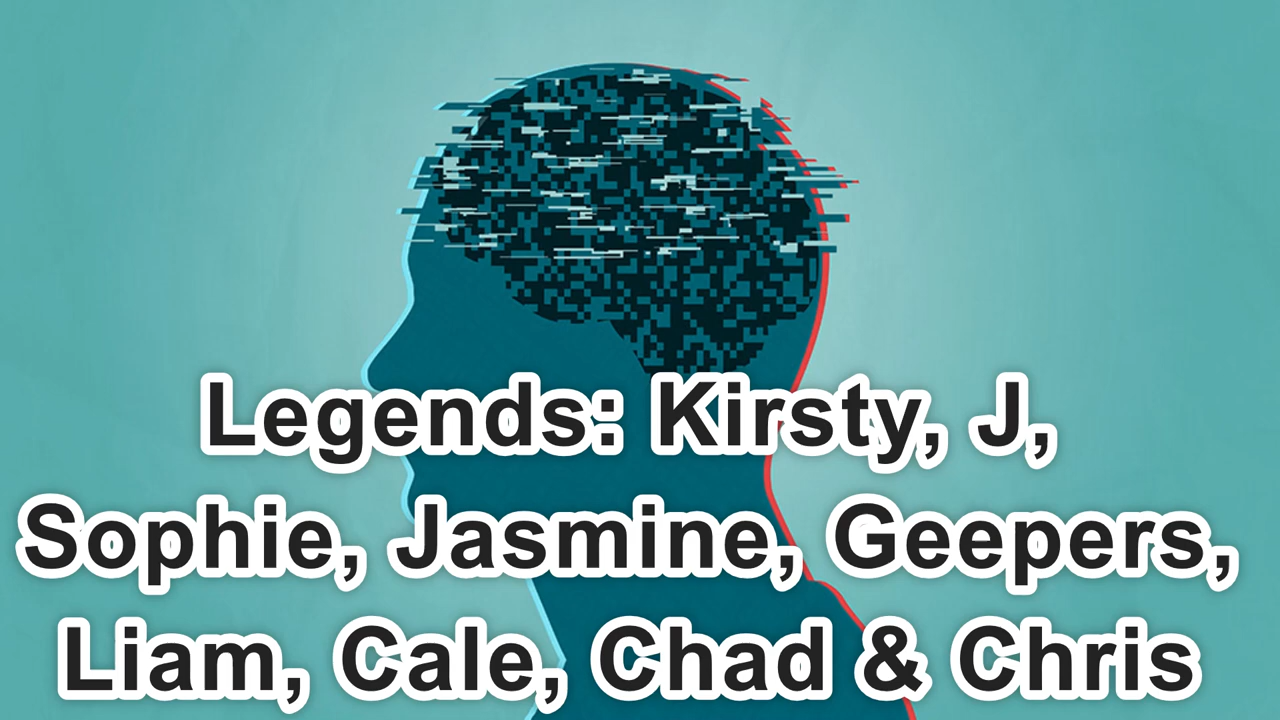 Legends: Kirsty, J,
Sophie, Jasmine, Geepers,
Liam, Cale, Chad & Chris